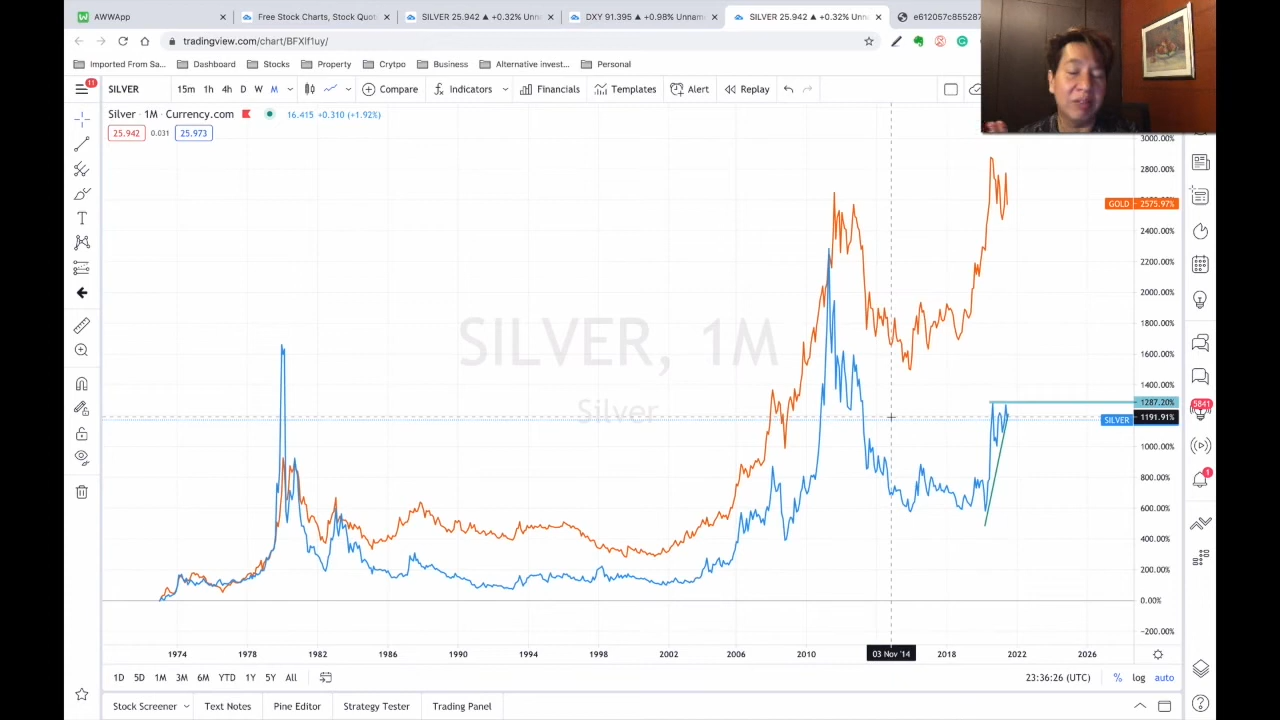 AWWApp
Free Stock Charts, Stock Quot
SILVER 25.942 ▲ +0.32% Unn
DXY 91.395 ▲ +0.98% Unnam
SILVER 25.942 ▲ +0.32% Unn
e612057c855287
tradingview.com/chart/BFXlf1uy/
Imported From Sa...
Dashboard
Stocks
Property
Crytpo
Business
Alternative invest...
Personal
11
SILVER
15m 1h 4h D W M
Compare
Indicators
Financials
Templates
Alert
Replay
Silver · 1M · Currency.com
16.415 +0.310 (+1.92%)
25.942
0.031
25.973
SILVER, 1M
Silver
3000.00%
2800.00%
GOLD 2575.97%
2400.00%
2200.00%
2000.00%
1800.00%
1600.00%
1400.00%
1287.20%
SILVER
1191.91%
1000.00%
800.00%
600.00%
400.00%
200.00%
0.00%
−200.00%
5841
1
1974
1978
1982
1986
1990
1994
1998
2002
2006
2010
03 Nov '14
2018
2022
2026
1D 5D 1M 3M 6M YTD 1Y 5Y All
23:36:26 (UTC)
%
log
auto
Stock Screener
Text Notes
Pine Editor
Strategy Tester
Trading Panel